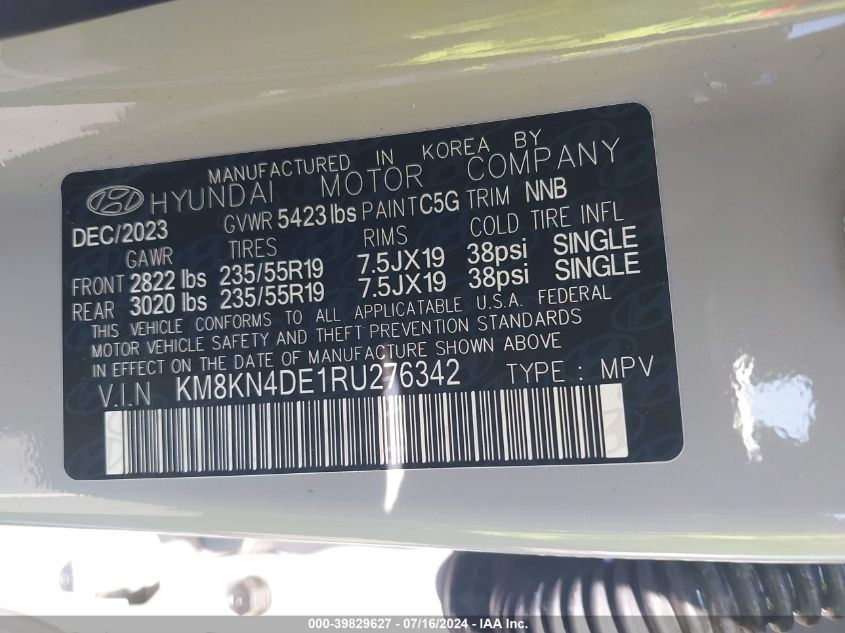 MANUFACTURED IN KOREA BY
HYUNDAI MOTOR COMPANY
DEC/2023 GVWR 5423 lbs PAINT C5G TRIM NNB
GAWR TIRES RIMS COLD TIRE INFL
FRONT 2822 lbs 235/55R19 7.5JX19 38psi SINGLE
REAR 3020 lbs 235/55R19 7.5JX19 38psi SINGLE
THIS VEHICLE CONFORMS TO ALL APPLICATABLE U.S.A. FEDERAL
MOTOR VEHICLE SAFETY AND THEFT PREVENTION STANDARDS
IN EFFECT ON THE DATE OF MANUFACTURE SHOWN ABOVE
V.I.N KM8KN4DE1RU276342 TYPE : MPV
000-39829627 - 07/16/2024 - IAA Inc.